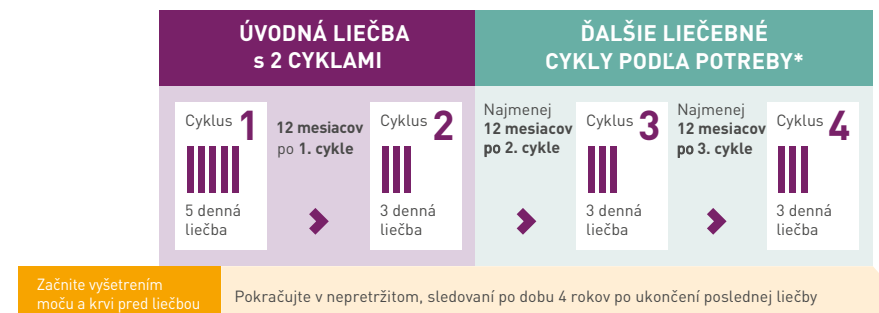 ÚVODNÁ LIEČBA
s 2 CYKLAMI
ĎALŠIE LIEČEBNÉ
CYKLY PODĽA POTREBY*
Cyklus 1
5 denná
liečba
12 mesiacov
po 1. cykle
Cyklus 2
3 denná
liečba
Najmenej
12 mesiacov
po 2. cykle
Cyklus 3
3 denná
liečba
Najmenej
12 mesiacov
po 3. cykle
Cyklus 4
3 denná
liečba
Začnite vyšetrením
moču a krvi pred liečbou
Pokračujte v nepretržitom, sledovaní po dobu 4 rokov po ukončení poslednej liečby